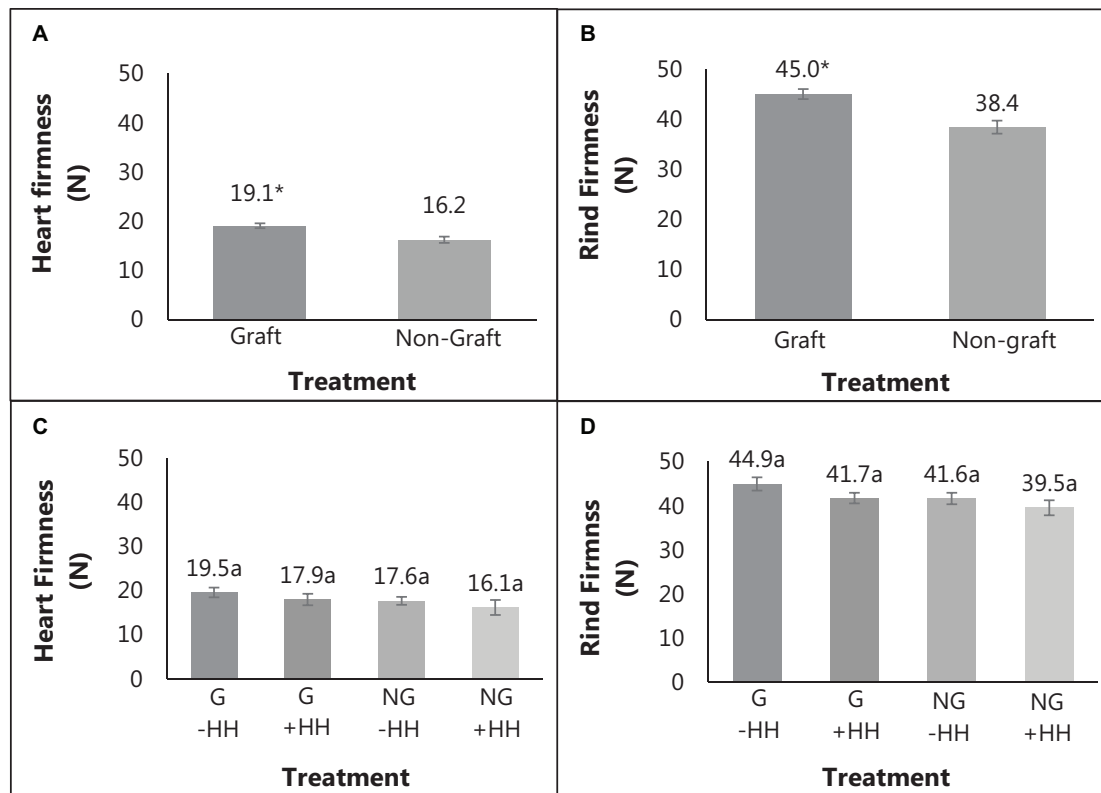 A
Heart firmness
(N)
50
40
30
20
10
0
19.1*
16.2
Graft
Non-Graft
Treatment
B
Rind Firmness
(N)
50
40
30
20
10
0
45.0*
38.4
Graft
Non-graft
Treatment
C
Heart Firmness
(N)
50
40
30
20
10
0
19.5a
17.9a
17.6a
16.1a
G
-HH
G
+HH
NG
-HH
NG
+HH
Treatment
D
Rind Firmnss
(N)
50
40
30
20
10
0
44.9a
41.7a
41.6a
39.5a
G
-HH
G
+HH
NG
-HH
NG
+HH
Treatment